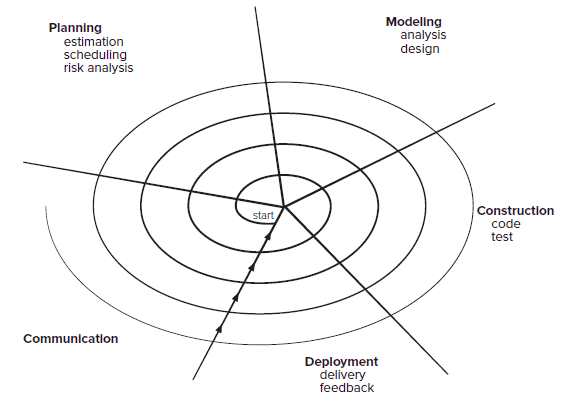 Planning
estimation
scheduling
risk analysis
Modeling
analysis
design
start
Construction
code
test
Communication
Deployment
delivery
feedback